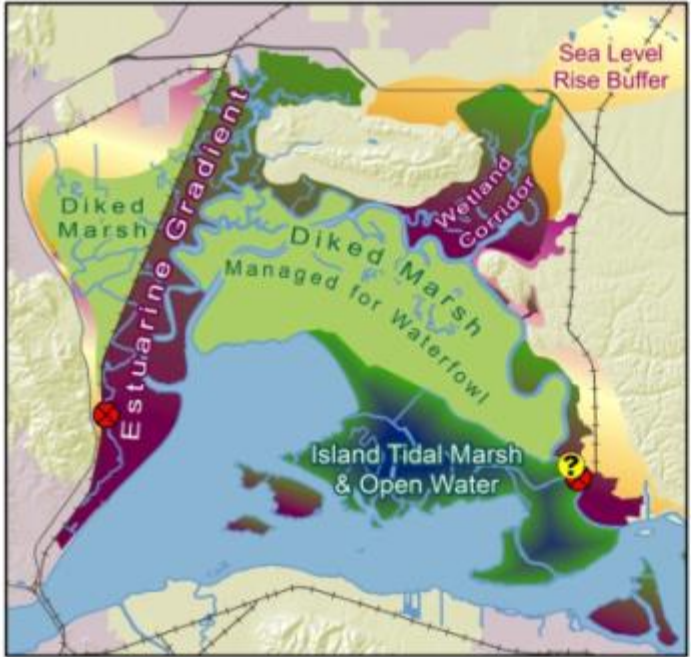 Sea Level
Rise Buffer
Estuarine Gradient
Diked
Marsh
Wetland
Corridor
Diked Marsh
Managed for Waterfowl
Island Tidal Marsh
& Open Water
?